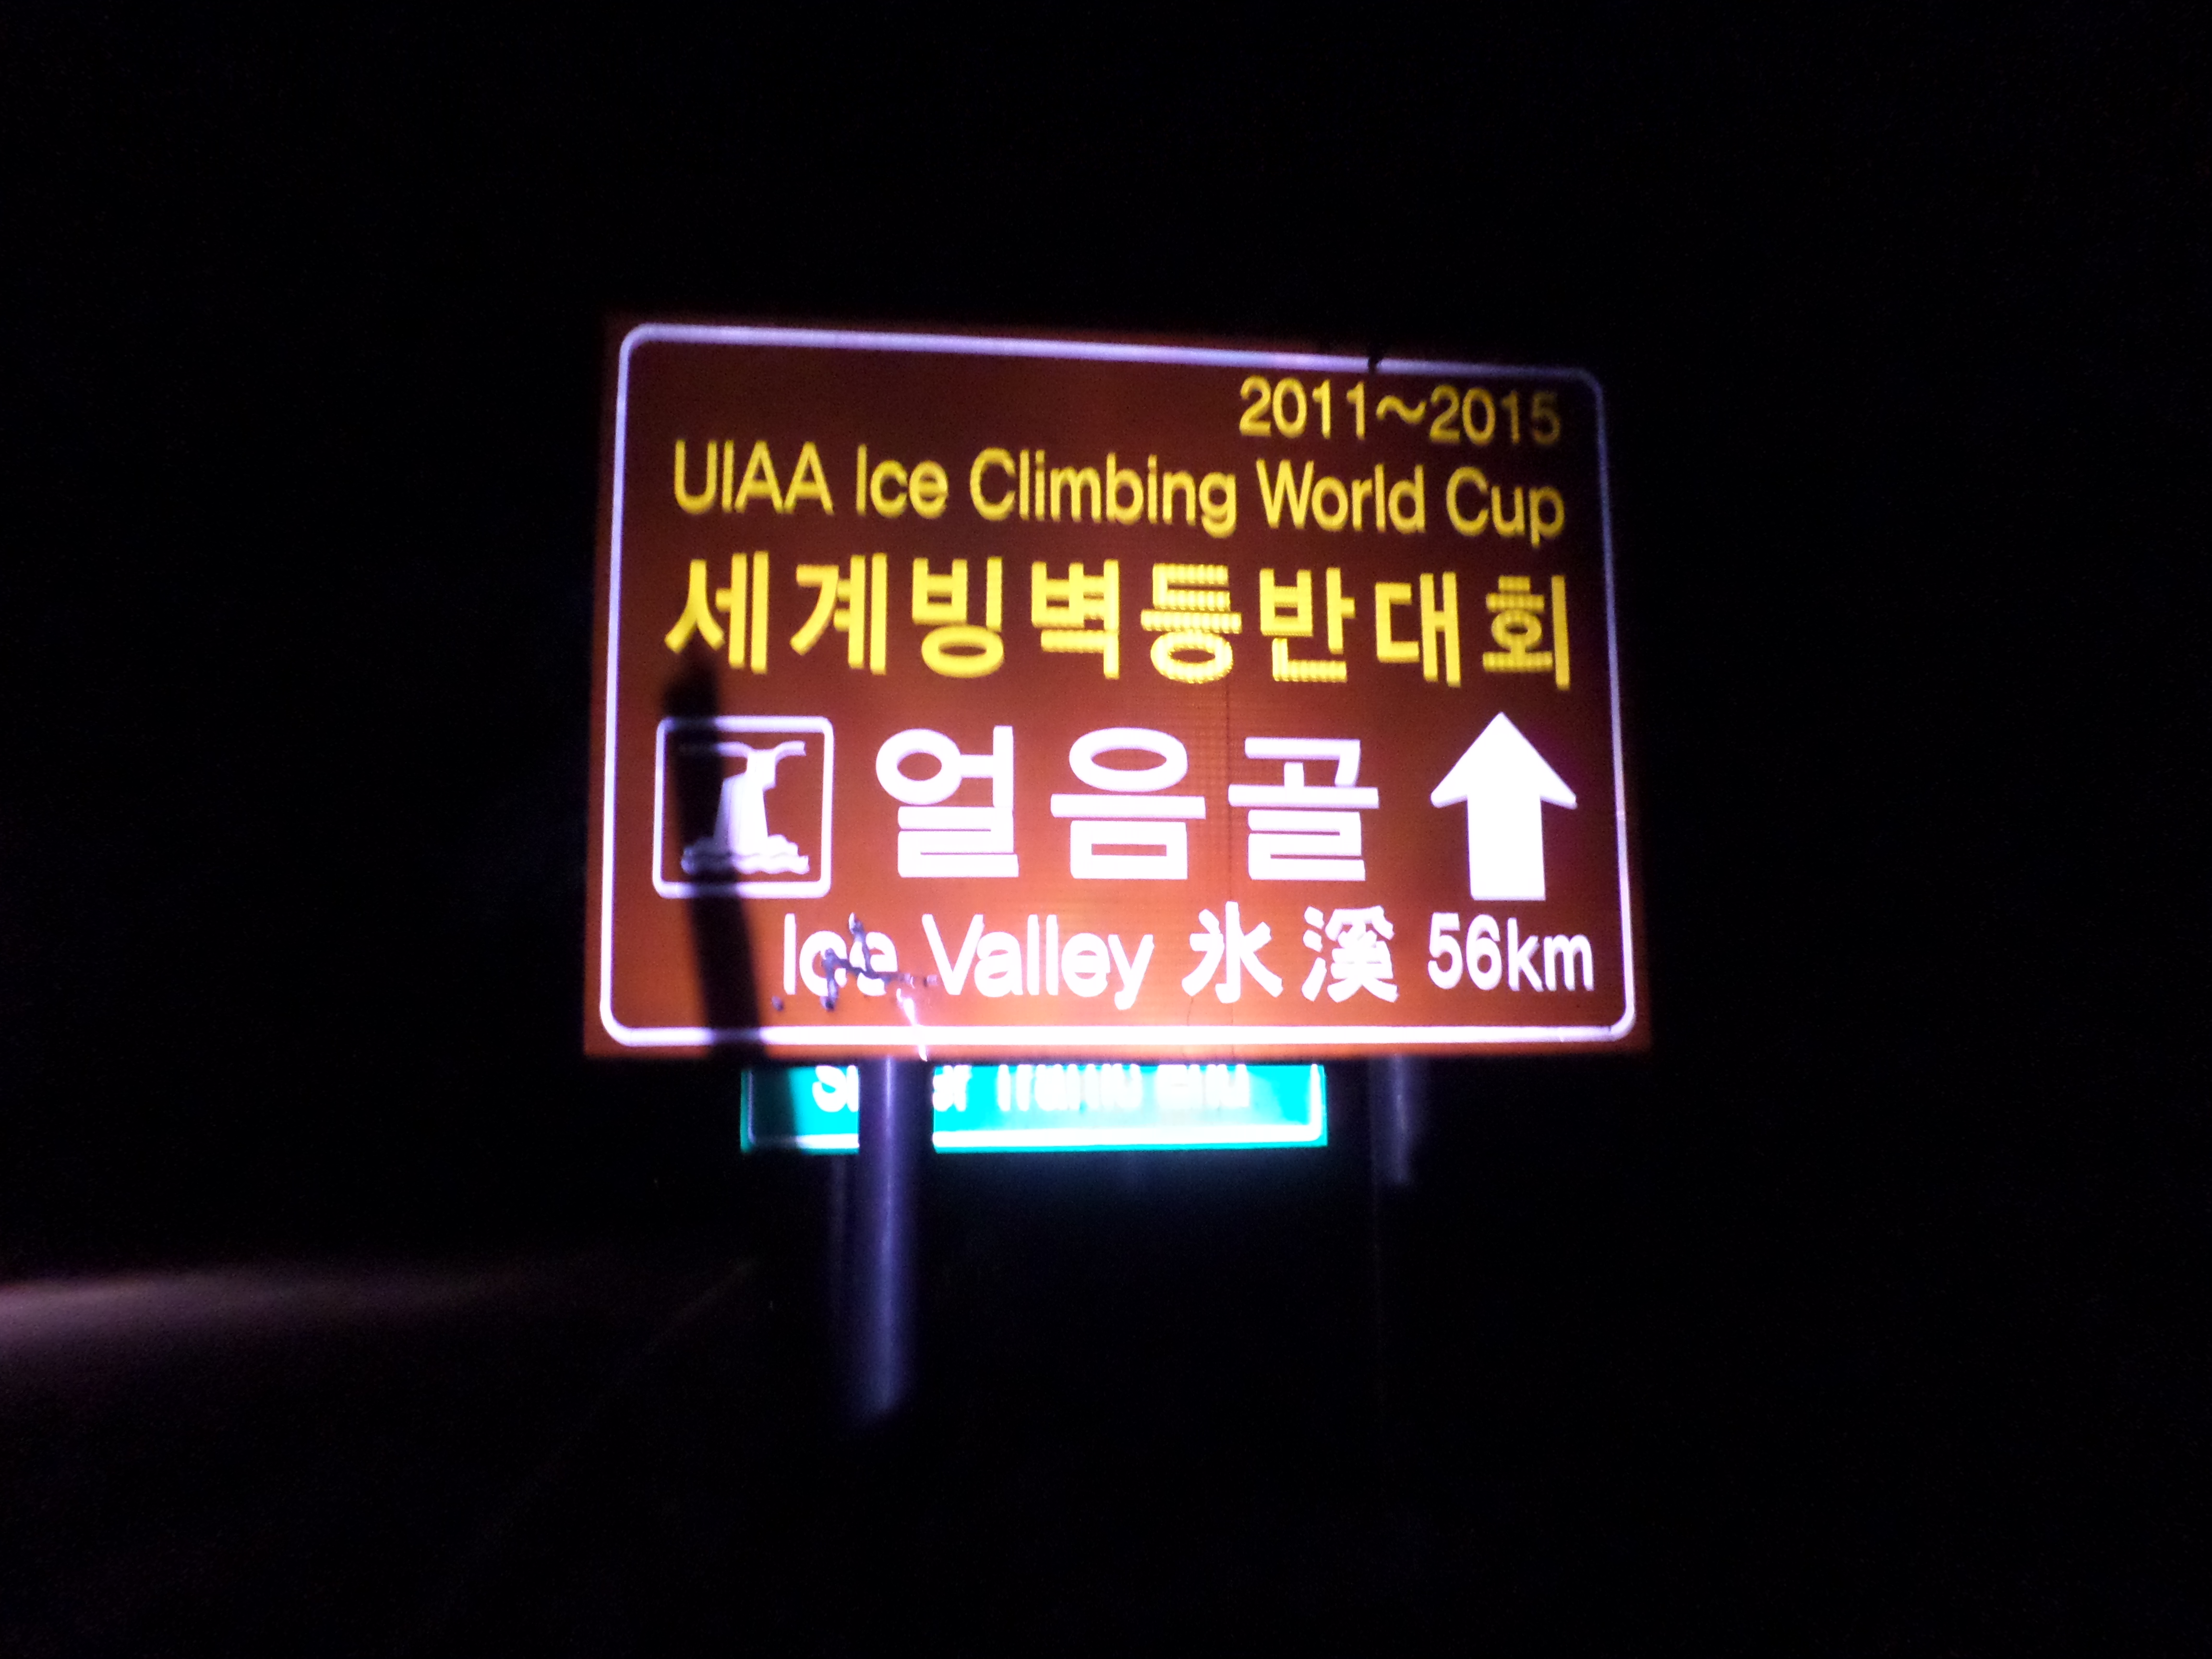 2011~2015
UIAA Ice Climbing World Cup
세계빙벽등반대회
얼음골
Ice Valley 氷溪 56km